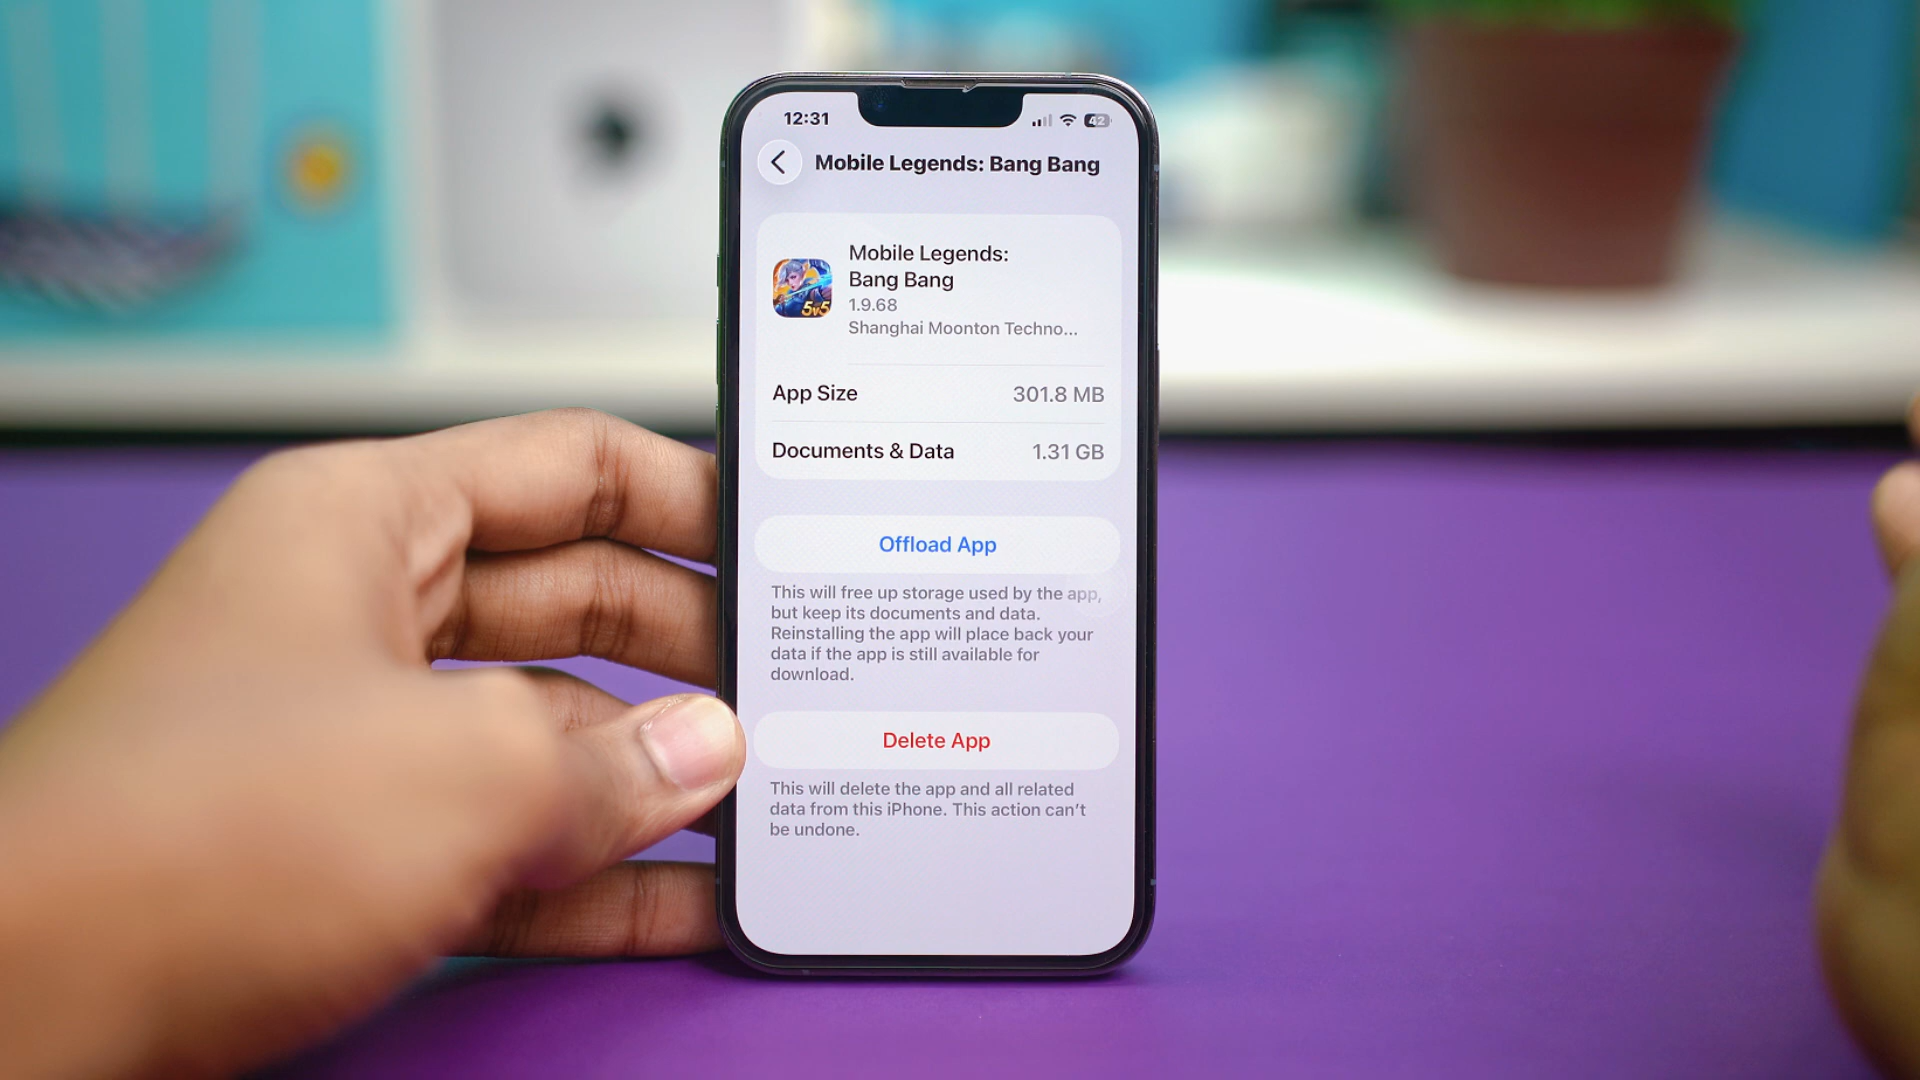 12:31
42
Mobile Legends: Bang Bang
Mobile Legends:
Bang Bang
1.9.68
Shanghai Moonton Techno...
5v5
App Size 301.8 MB
Documents & Data 1.31 GB
Offload App
This will free up storage used by the app,
but keep its documents and data.
Reinstalling the app will place back your
data if the app is still available for
download.
Delete App
This will delete the app and all related
data from this iPhone. This action can’t
be undone.